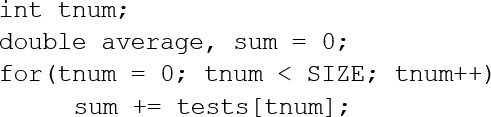 int tnum;
double average, sum = 0;
for(tnum = 0; tnum < SIZE; tnum++)
sum += tests[tnum];